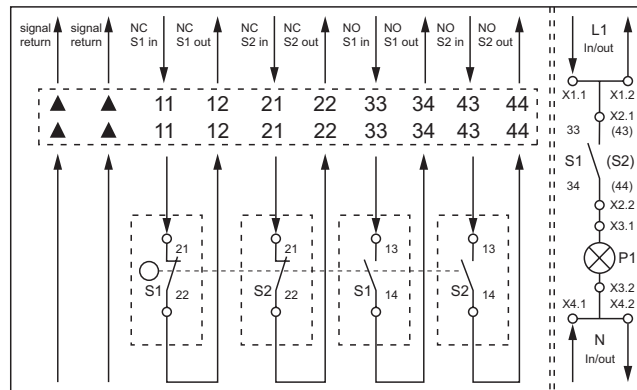 signal return
signal return
NC S1 in
NC S1 out
NC S2 in
NC S2 out
NO S1 in
NO S1 out
NO S2 in
NO S2 out
▲ ▲ 11 12 21 22 33 34 43 44
▲ ▲ 11 12 21 22 33 34 43 44
21 21 13 13
S1 S2 S1 S2
22 22 14 14
L1
In/out
X1.1 X1.2
X2.1
33 (43)
S1 (S2)
34 (44)
X2.2
X3.1
P1
X3.2
X4.1 X4.2
N
In/out